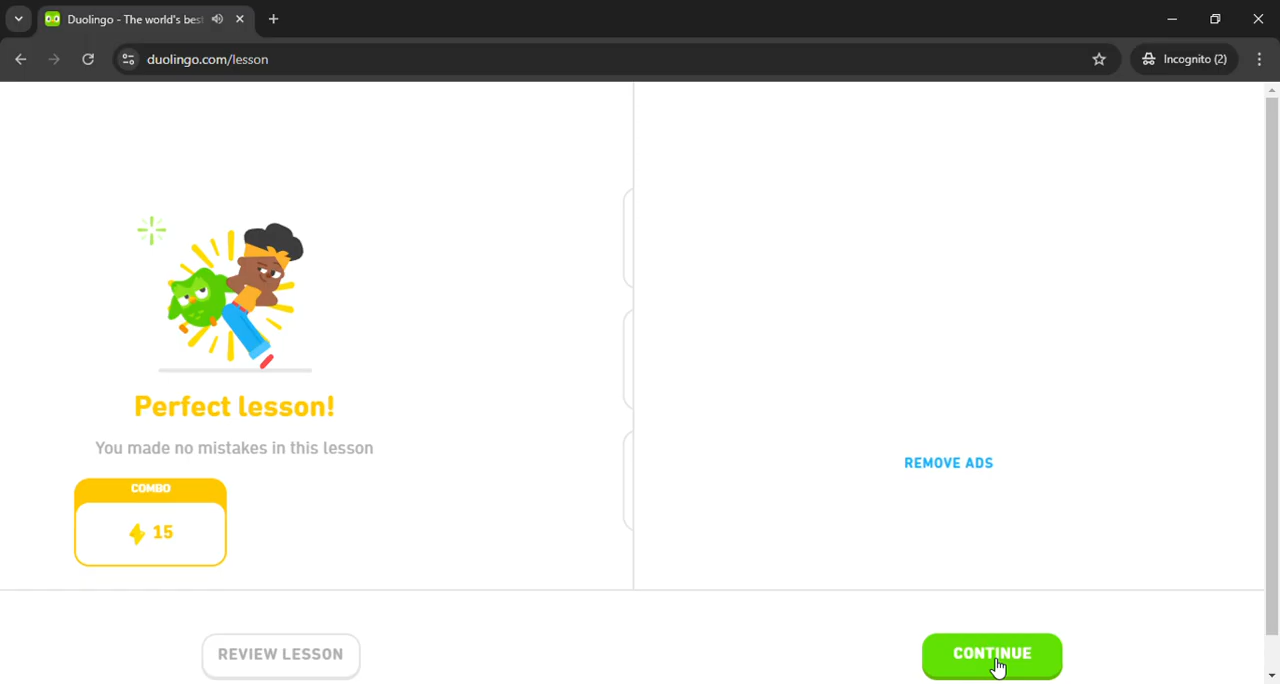 Duolingo - The world's bes
duolingo.com/lesson
Incognito (2)
Perfect lesson!
You made no mistakes in this lesson
COMBO
15
REMOVE ADS
REVIEW LESSON
CONTINUE